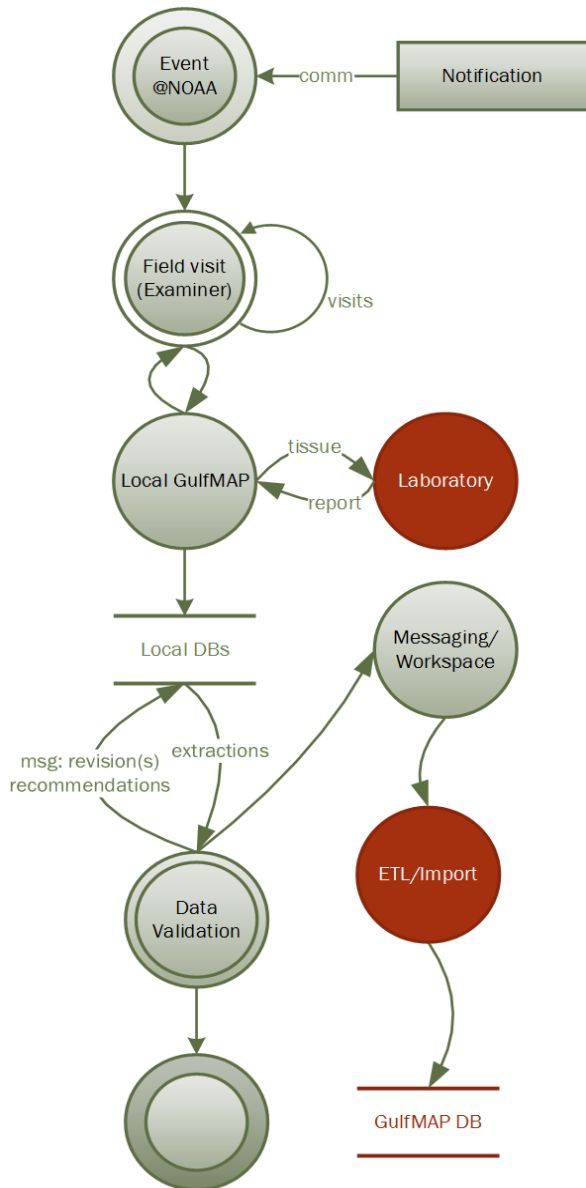 Event
@NOAA
comm
Notification
Field visit
(Examiner)
visits
Local GulfMAP
tissue
report
Laboratory
Local DBs
Messaging/
Workspace
msg: revision(s)
recommendations
extractions
ETL/Import
Data
Validation
GulfMAP DB